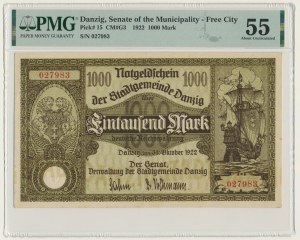 PMG
Danzig, Senate of the Municipality - Free City
Pick# 15 CNG3
1922 1000 Mark
S/N 027983
55
About Uncirculated
Notgeldschein
1000
1000
der Stadtgemeinde Danzig
über
027983
Eintausend Mark
Danzig, den 31. Oktober 1922
Der Senat.
Verwaltung der Stadtgemeinde Danzig
027983